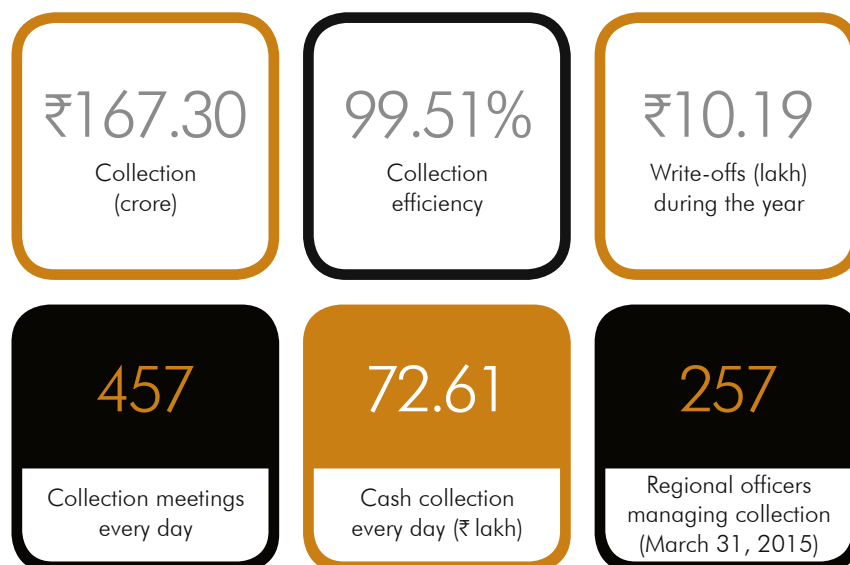 ₹167.30
Collection
(crore)
99.51%
Collection
efficiency
₹10.19
Write-offs (lakh)
during the year
457
Collection meetings
every day
72.61
Cash collection
every day (₹ lakh)
257
Regional officers
managing collection
(March 31, 2015)